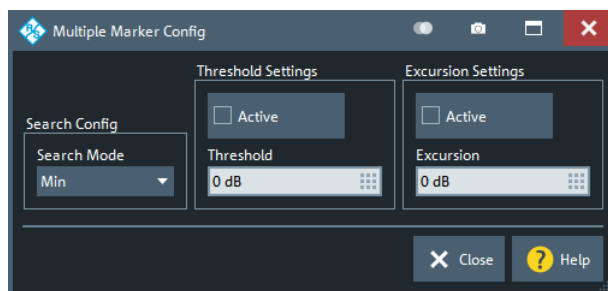 Multiple Marker Config
Search Config
Search Mode
Min
Threshold Settings
Active
Threshold
0 dB
Excursion Settings
Active
Excursion
0 dB
Close
? Help